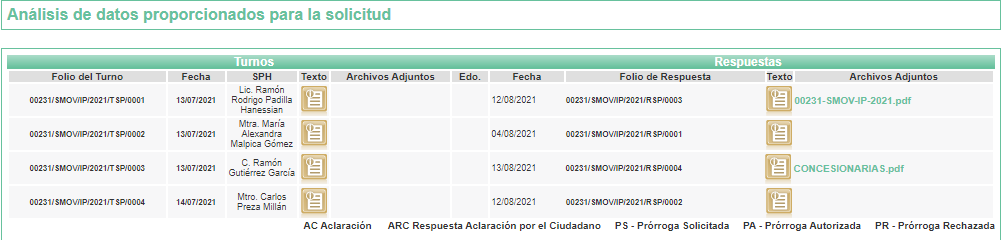 Análisis de datos proporcionados para la solicitud
Turnos Respuestas
Folio del Turno Fecha SPH Texto Archivos Adjuntos Edo. Fecha Folio de Respuesta Texto Archivos Adjuntos
00231/SMOV/IP/2021/TSP/0001 13/07/2021 Lic. Ramón Rodrigo Padilla Hanessian 12/08/2021 00231/SMOV/IP/2021/RSP/0003 00231-SMOV-IP-2021.pdf
00231/SMOV/IP/2021/TSP/0002 13/07/2021 Mtra. María Alexandra Malpica Gómez 04/08/2021 00231/SMOV/IP/2021/RSP/0001
00231/SMOV/IP/2021/TSP/0003 13/07/2021 C. Ramón Gutiérrez García 13/08/2021 00231/SMOV/IP/2021/RSP/0004 CONCESIONARIAS.pdf
00231/SMOV/IP/2021/TSP/0004 14/07/2021 Mtro. Carlos Preza Millán 12/08/2021 00231/SMOV/IP/2021/RSP/0002
AC Aclaración ARC Respuesta Aclaración por el Ciudadano PS - Prórroga Solicitada PA - Prórroga Autorizada PR - Prórroga Rechazada